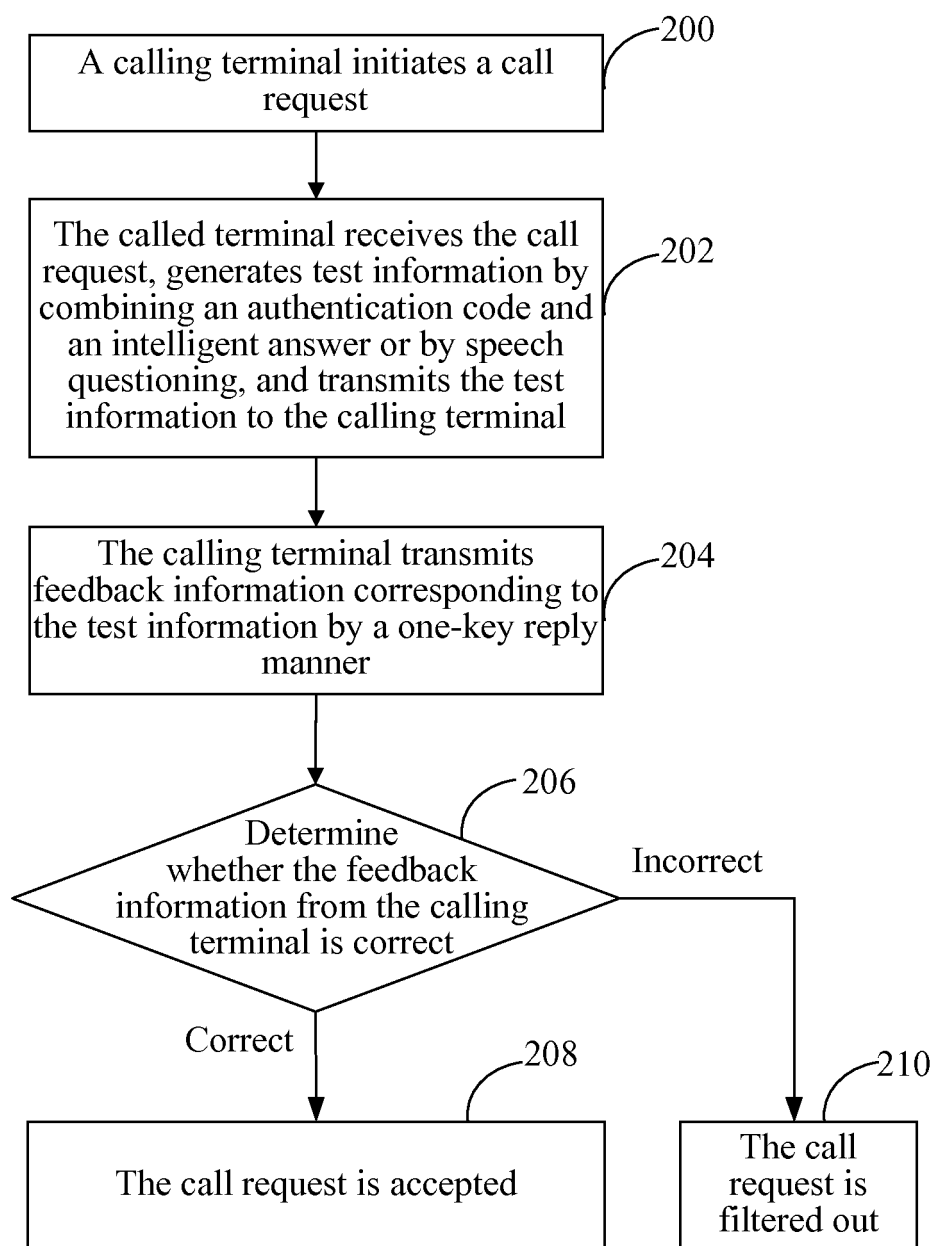 200
A calling terminal initiates a call
request
202
The called terminal receives the call
request, generates test information by
combining an authentication code and
an intelligent answer or by speech
questioning, and transmits the test
information to the calling terminal
204
The calling terminal transmits
feedback information corresponding to
the test information by a one-key reply
manner
206
Determine
whether the feedback
information from the calling
terminal is correct
Incorrect
Correct
208
The call request is accepted
210
The call
request is
filtered out